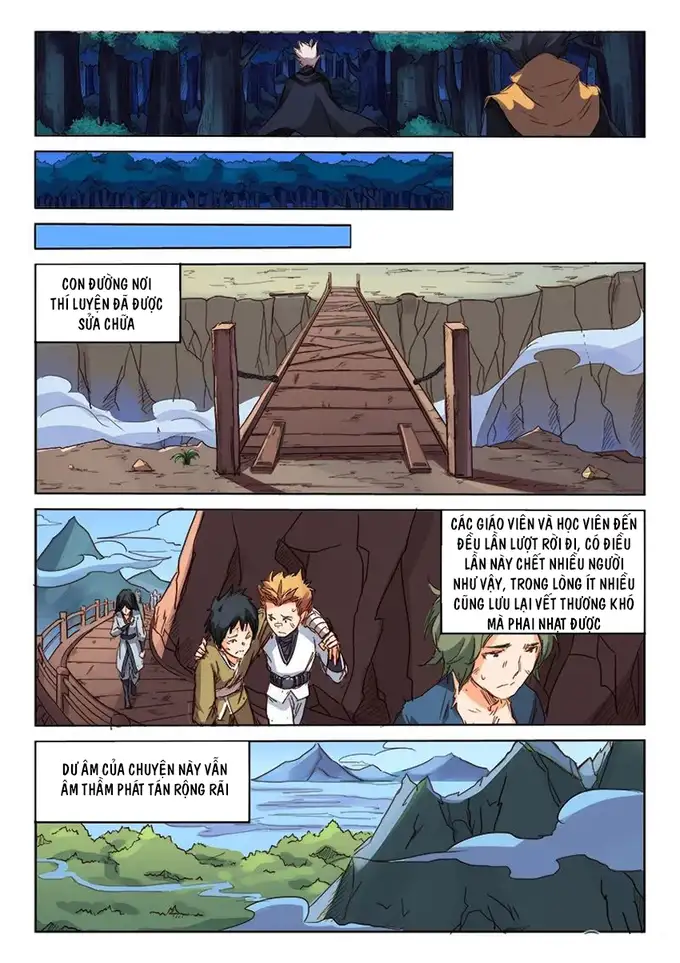 CON ĐƯỜNG NƠI
THÍ LUYỆN ĐÃ ĐƯỢC
SỬA CHỮA
CÁC GIÁO VIÊN VÀ HỌC VIÊN ĐẾN
ĐỀU LẦN LƯỢT RỜI ĐI, CÓ ĐIỀU
LẦN NÀY CHẾT NHIỀU NGƯỜI
NHƯ VẬY, TRONG LÒNG ÍT NHIỀU
CŨNG LƯU LẠI VẾT THƯƠNG KHÓ
MÀ PHAI NHẠT ĐƯỢC
DƯ ÂM CỦA CHUYỆN NÀY VẪN
ÂM THẦM PHÁT TÁN RỘNG RÃI